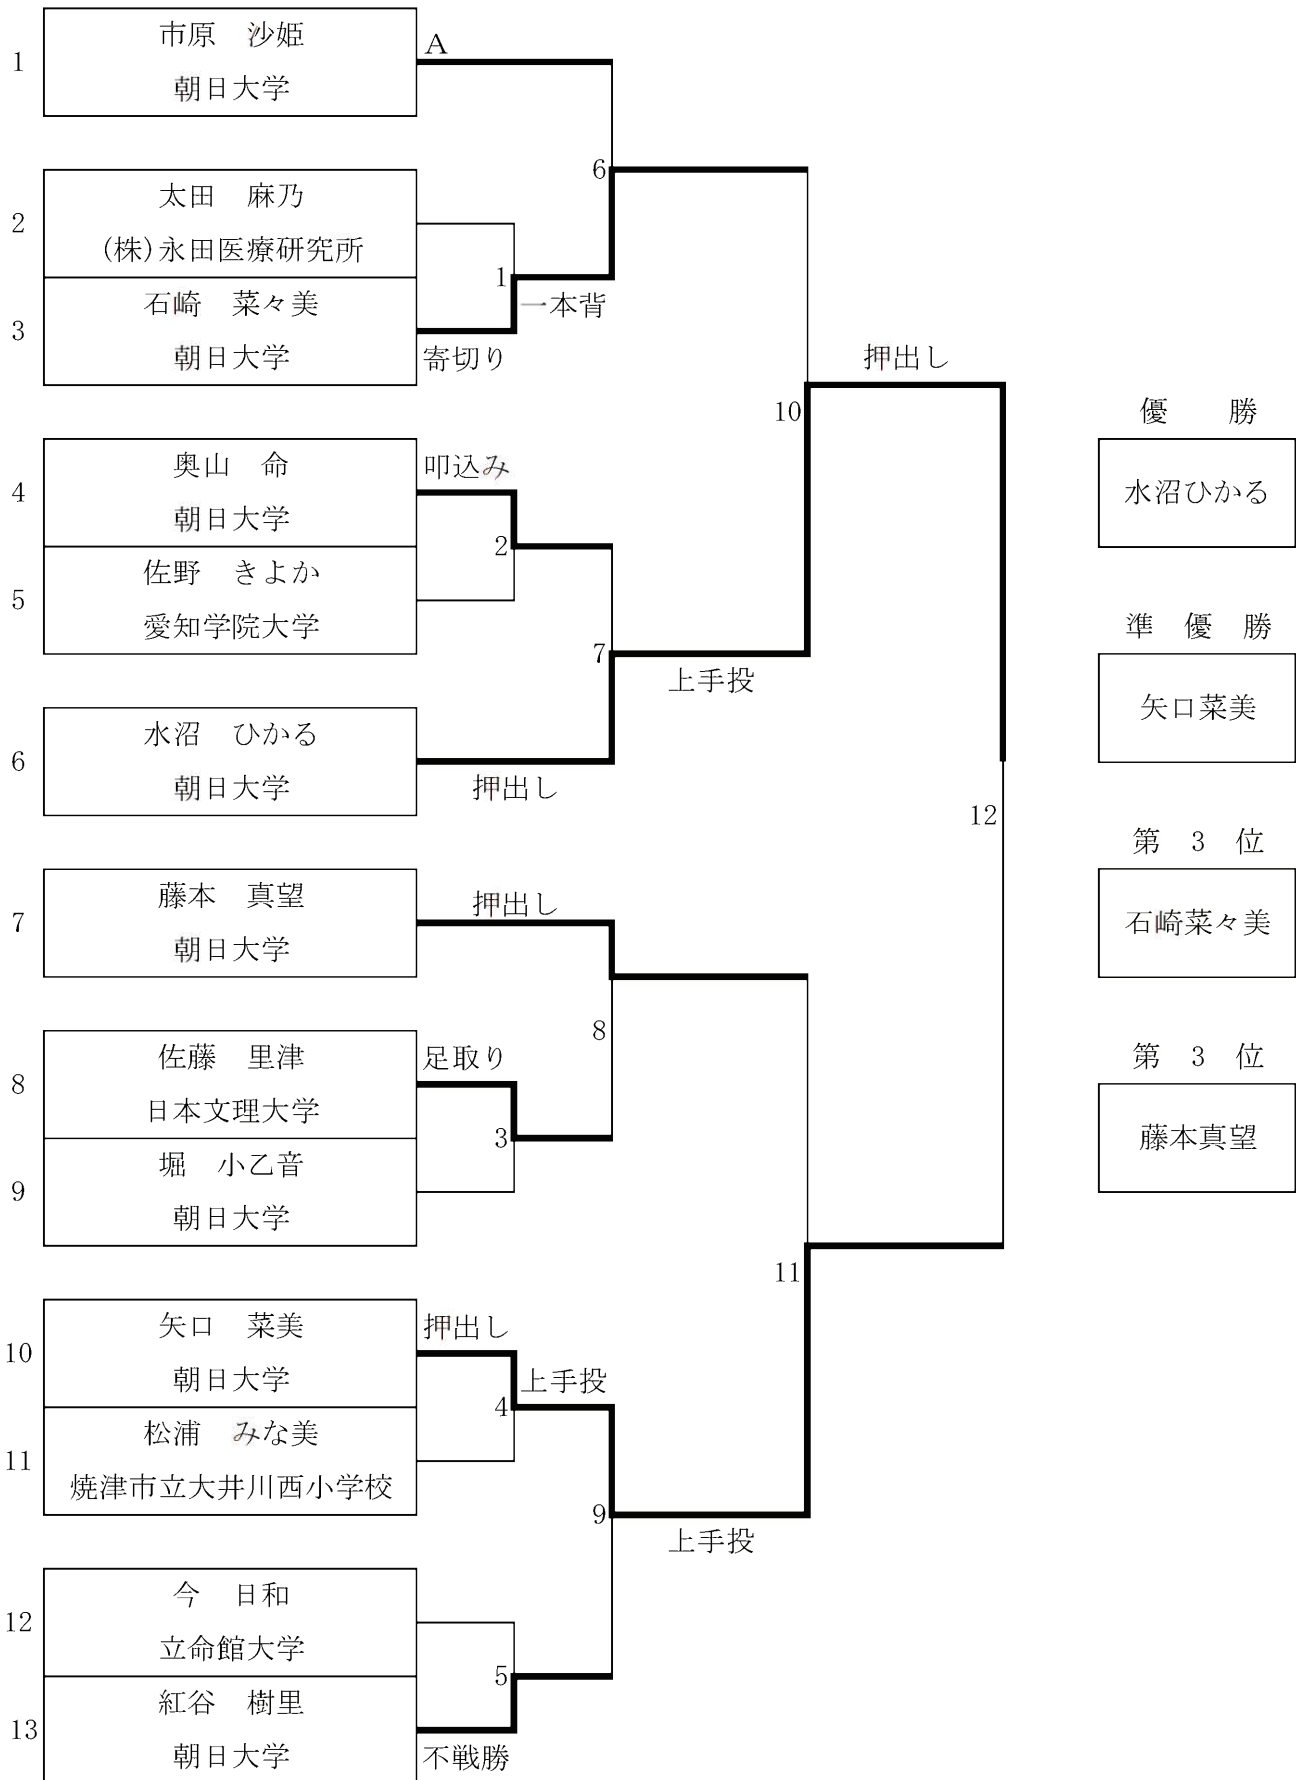 市原　沙姫
A
1
朝日大学
6
太田　麻乃
2
(株)永田医療研究所
1
石崎　菜々美
一本背
3
朝日大学
寄切り
押出し
10
優　　勝
奥山　命
叩込み
4
水沼ひかる
朝日大学
2
佐野　きよか
5
愛知学院大学
準　優　勝
7
上手投
矢口菜美
水沼　ひかる
6
朝日大学
押出し
12
第　3　位
藤本　真望
押出し
7
石崎菜々美
朝日大学
8
佐藤　里津
足取り
第　3　位
8
日本文理大学
3
藤本真望
堀　小乙音
9
朝日大学
11
矢口　菜美
押出し
10
朝日大学
上手投
4
松浦　みな美
11
焼津市立大井川西小学校
9
上手投
今　日和
12
立命館大学
5
紅谷　樹里
13
朝日大学
不戦勝